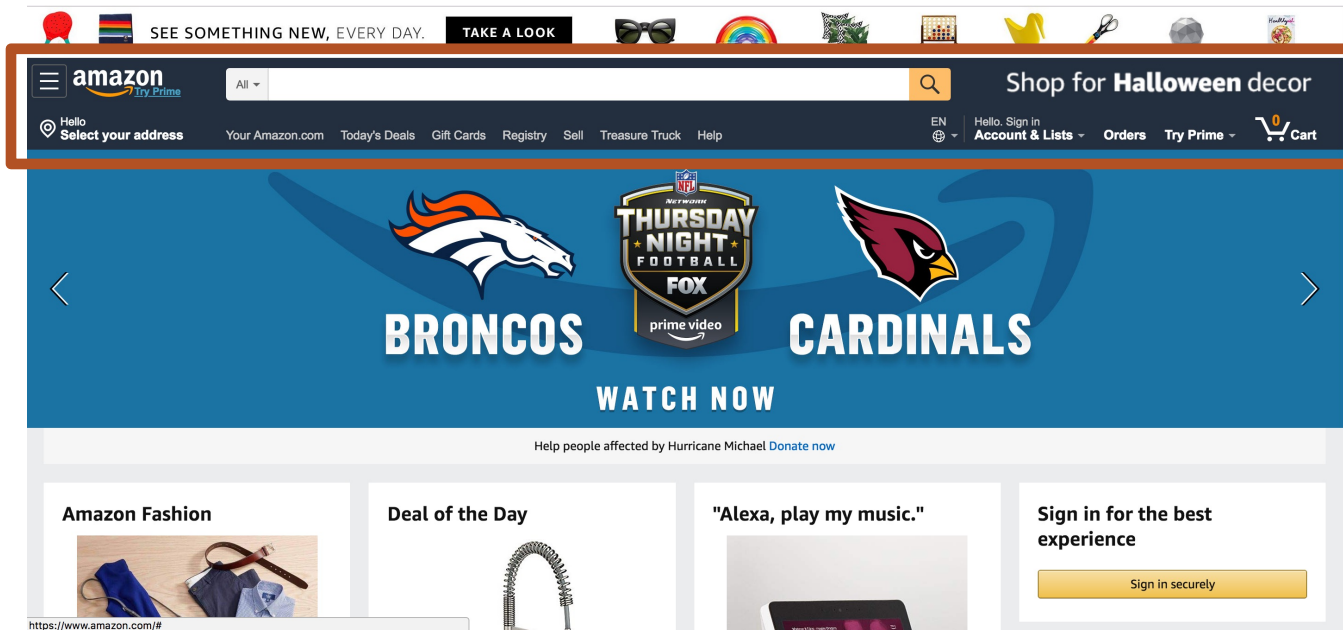 SEE SOMETHING NEW, EVERY DAY. TAKE A LOOK
amazon
Try Prime
All
Shop for Halloween decor
Hello
Select your address
Your Amazon.com Today's Deals Gift Cards Registry Sell Treasure Truck Help
EN
Hello. Sign in
Account & Lists
Orders
Try Prime
0
Cart
NFL
NETWORK
THURSDAY
NIGHT
FOOTBALL
FOX
prime video
BRONCOS
CARDINALS
WATCH NOW
Help people affected by Hurricane Michael Donate now
Amazon Fashion
Deal of the Day
"Alexa, play my music."
Sign in for the best
experience
Sign in securely
https://www.amazon.com/#